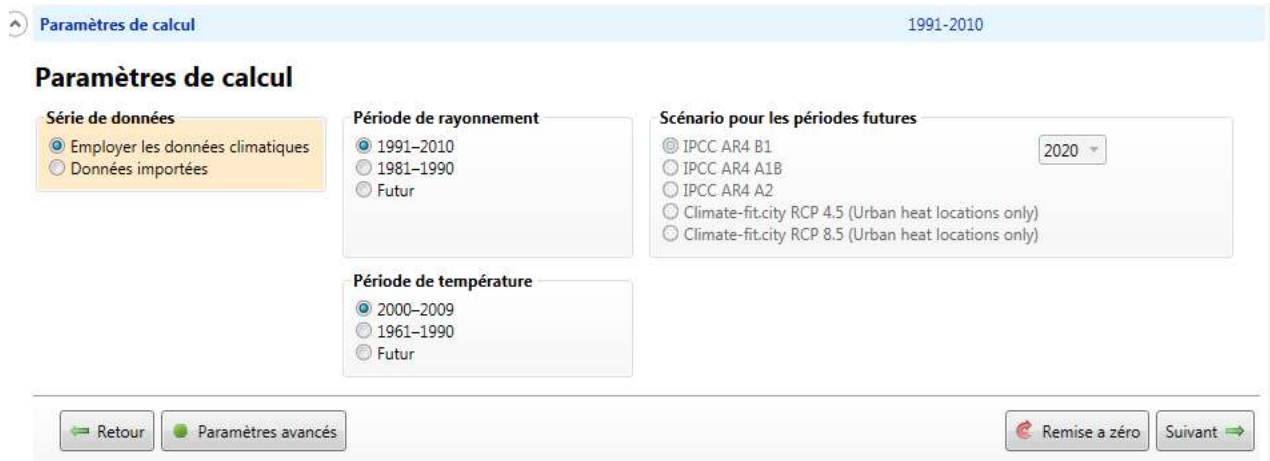 Paramètres de calcul 1991-2010
Paramètres de calcul
Série de données
Employer les données climatiques
Données importées
Période de rayonnement
1991–2010
1981–1990
Futur
Scénario pour les périodes futures
IPCC AR4 B1
2020
IPCC AR4 A1B
IPCC AR4 A2
Climate-fit.city RCP 4.5 (Urban heat locations only)
Climate-fit.city RCP 8.5 (Urban heat locations only)
Période de température
2000–2009
1961–1990
Futur
Retour
Paramètres avancés
Remise a zéro
Suivant